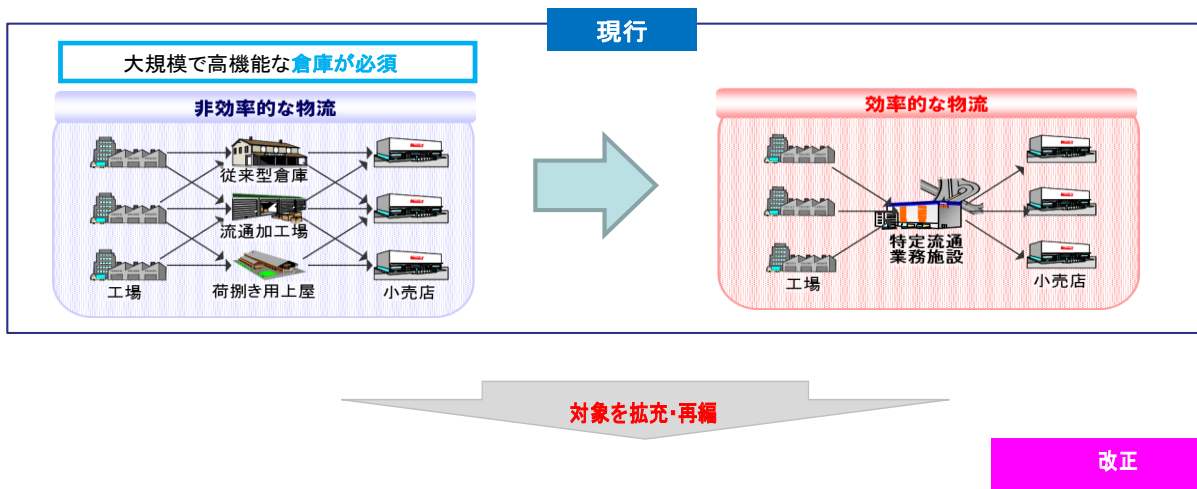 現行
大規模で高機能な倉庫が必須
非効率的な物流
従来型倉庫
流通加工場
工場
荷捌き用上屋
小売店
効率的な物流
特定流通
業務施設
工場
小売店
対象を拡充・再編
改正